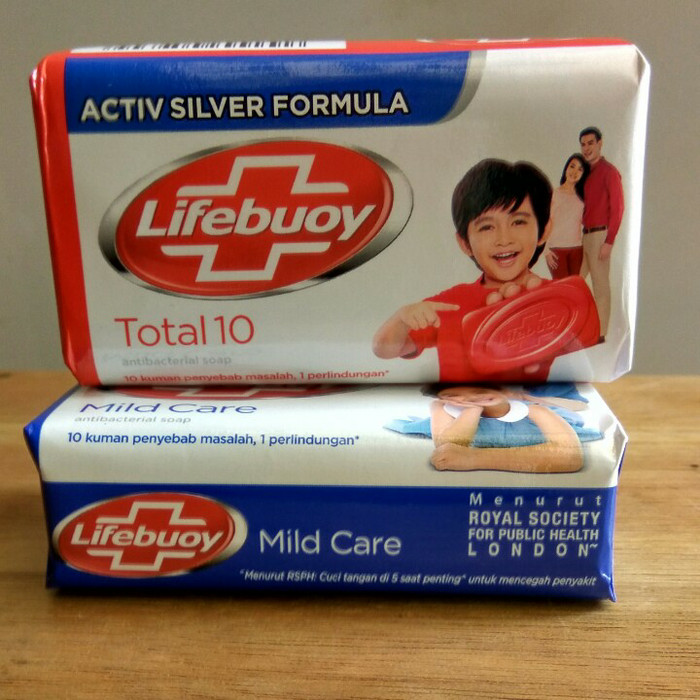 ACTIV SILVER FORMULA
Lifebuoy
Total 10
antibacterial soap
10 kuman penyebab masalah, 1 perlindungan*
Lifebuoy
Mild Care
antibacterial soap
10 kuman penyebab masalah, 1 perlindungan*
Lifebuoy
Mild Care
Menurut
ROYAL SOCIETY
FOR PUBLIC HEALTH
LONDON
*Menurut RSPH: Cuci tangan di 5 saat penting* untuk mencegah penyakit